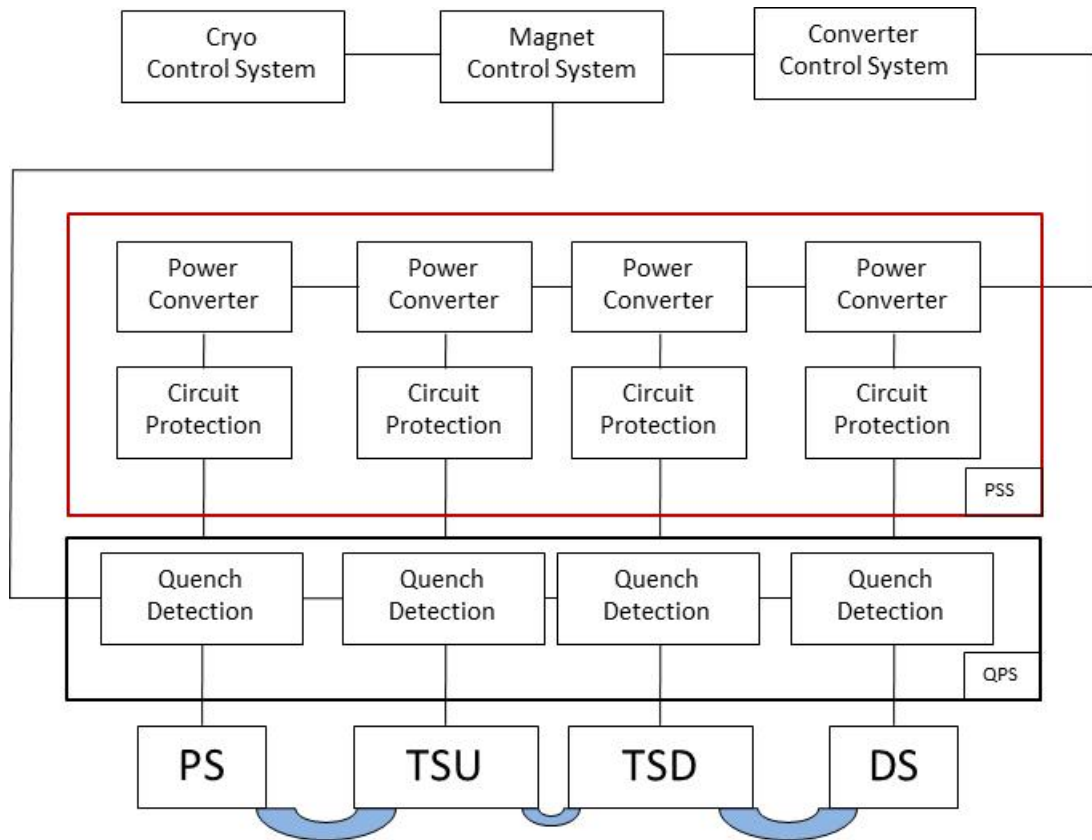 Cryo
Control System
Magnet
Control System
Converter
Control System
Power
Converter
Power
Converter
Power
Converter
Power
Converter
Circuit
Protection
Circuit
Protection
Circuit
Protection
Circuit
Protection
PSS
Quench
Detection
Quench
Detection
Quench
Detection
Quench
Detection
QPS
PS
TSU
TSD
DS